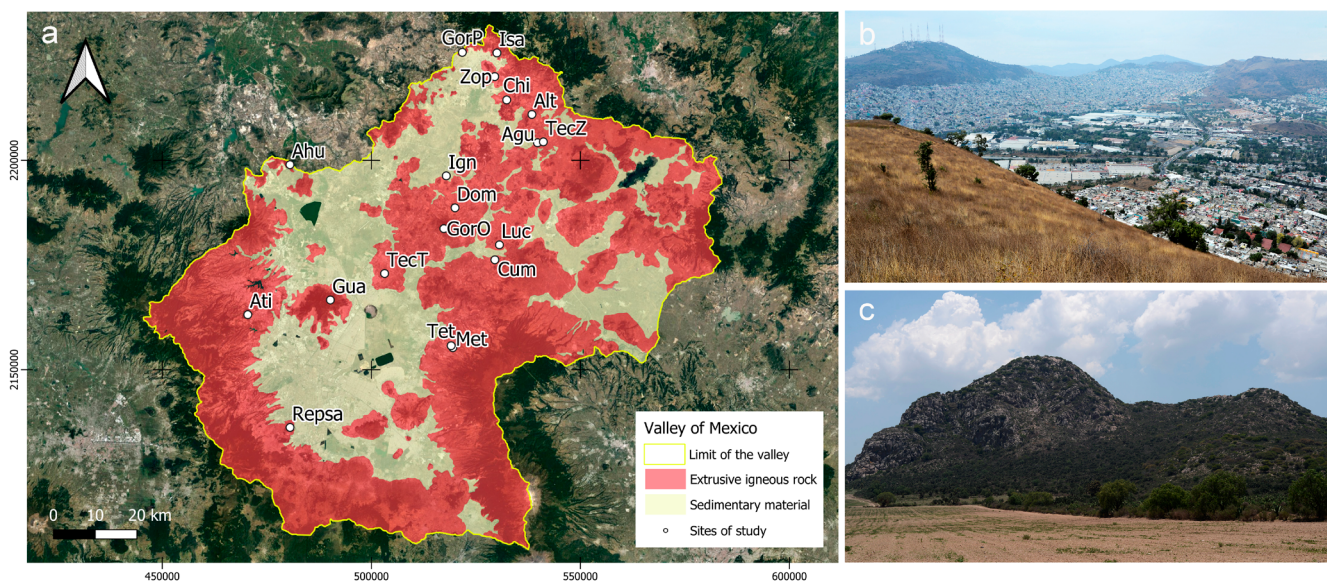 a
GorP
Isa
Zop
Chi
Alt
Agu
TecZ
Ahu
Ign
Dom
GorO
Luc
Cum
TecT
Gua
Ati
Tet
Met
Repsa
2200000
2150000
Valley of Mexico
Limit of the valley
Extrusive igneous rock
Sedimentary material
Sites of study
0 10 20 km
450000 500000 550000 600000
b
c